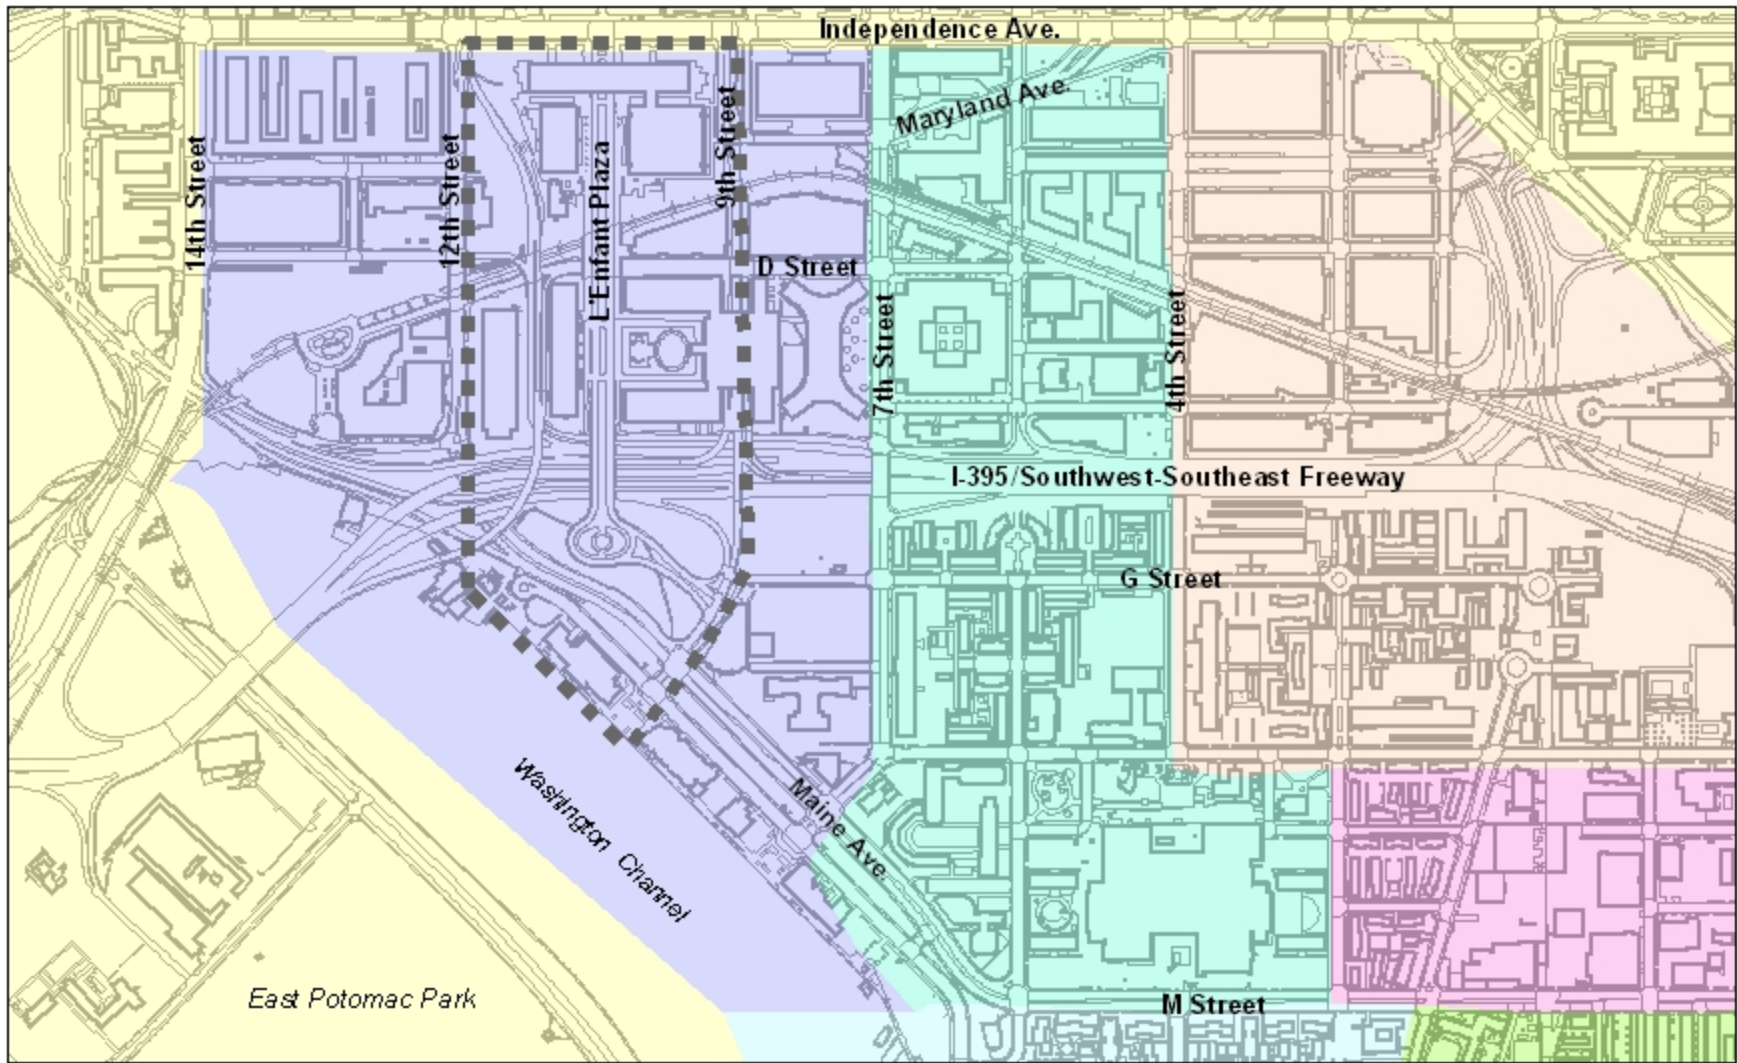 Independence Ave.
Maryland Ave.
14th Street
12th Street
L'Enfant Plaza
9th Street
D Street
7th Street
4th Street
I-395/Southwest-Southeast Freeway
G Street
Washington Channel
Maine Ave.
East Potomac Park
M Street